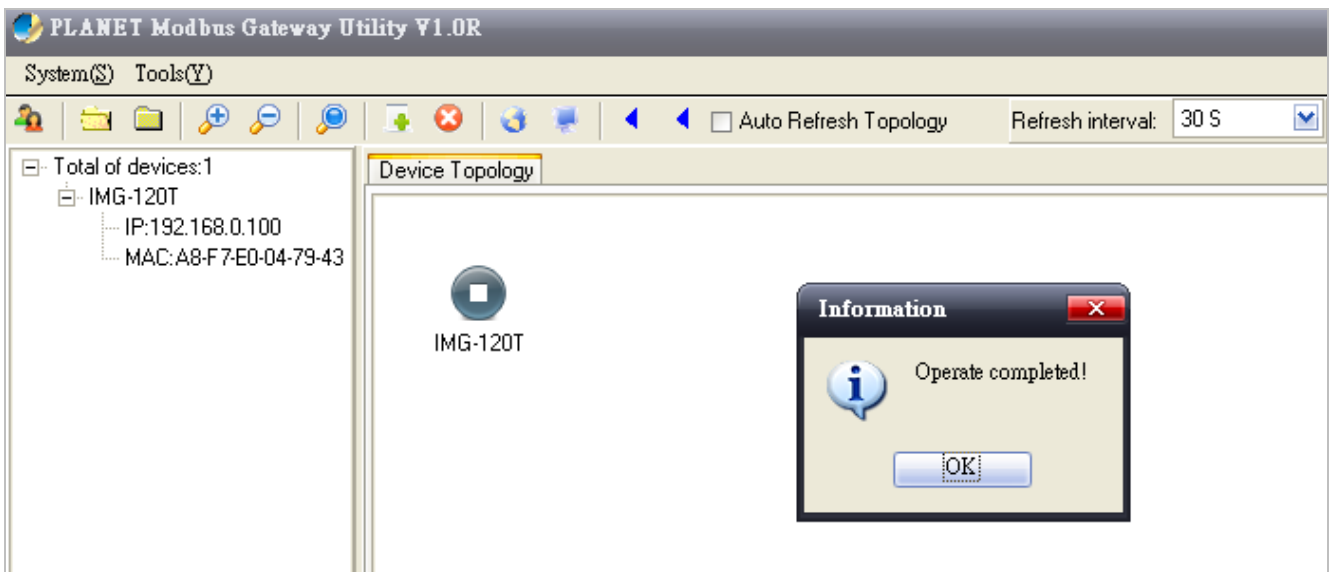 PLANET Modbus Gateway Utility V1.0R
System(S) Tools(Y)
Auto Refresh Topology Refresh interval: 30 S
Total of devices:1
IMG-120T
IP:192.168.0.100
MAC:A8-F7-E0-04-79-43
Device Topology
IMG-120T
Information
Operate completed!
OK